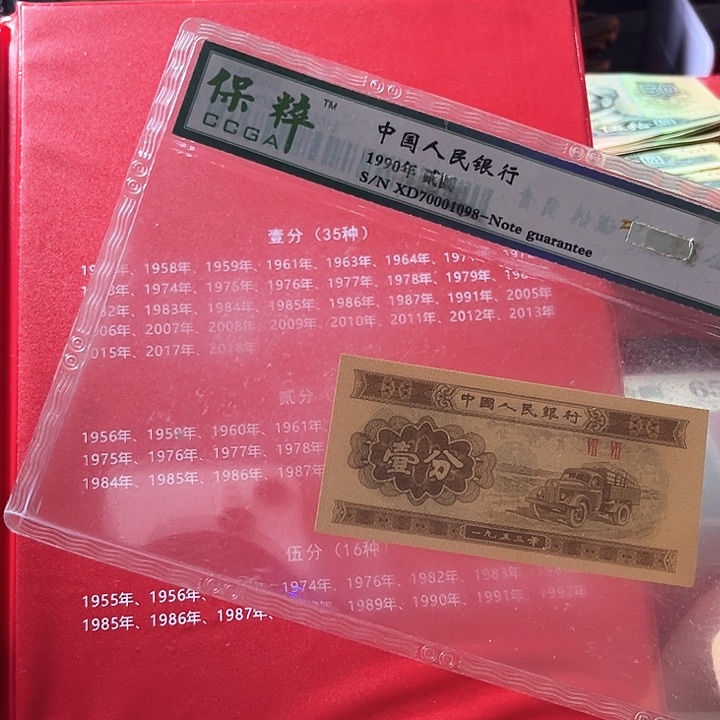 保粹™
CCGA
中国人民银行
1990年 贰圆
S/N XD70001098-Note guarantee
壹分（35种）
1958年、1959年、1961年、1963年、1964年、
1974年、1975年、1976年、1977年、1978年、1979年、
1983年、1984年、1985年、1986年、1987年、1991年、2005年
2007年、2008年、2009年、2010年、2011年、2012年、2013年
2015年、2017年、2018年
贰分
1956年、1959年、1960年、1961年、
1975年、1976年、1977年、1978年
1984年、1985年、1986年、1987年
伍分（16种）
1955年、1956年、1974年、1976年、1982年、1983年
1985年、1986年、1987年、1989年、1990年、1991年、1992年
中國人民銀行
VII VII
壹分
一九五三年